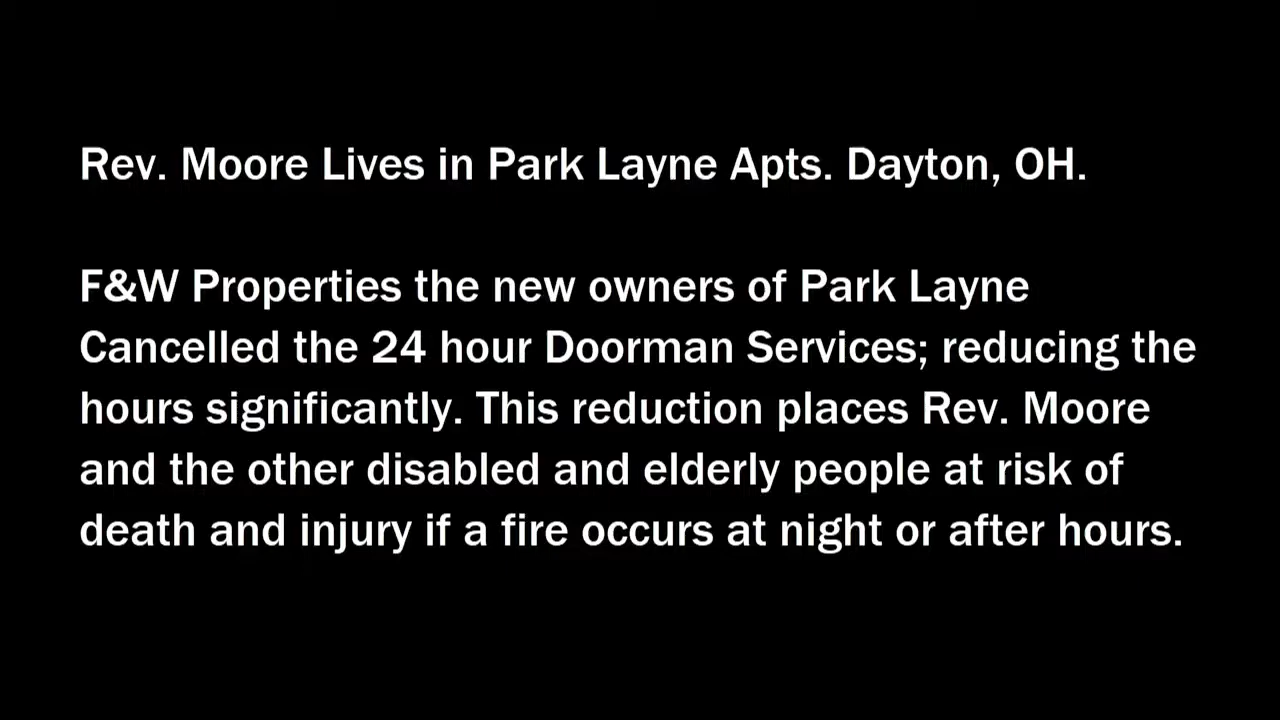 Rev. Moore Lives in Park Layne Apts. Dayton, OH.
F&W Properties the new owners of Park Layne
Cancelled the 24 hour Doorman Services; reducing the
hours significantly. This reduction places Rev. Moore
and the other disabled and elderly people at risk of
death and injury if a fire occurs at night or after hours.